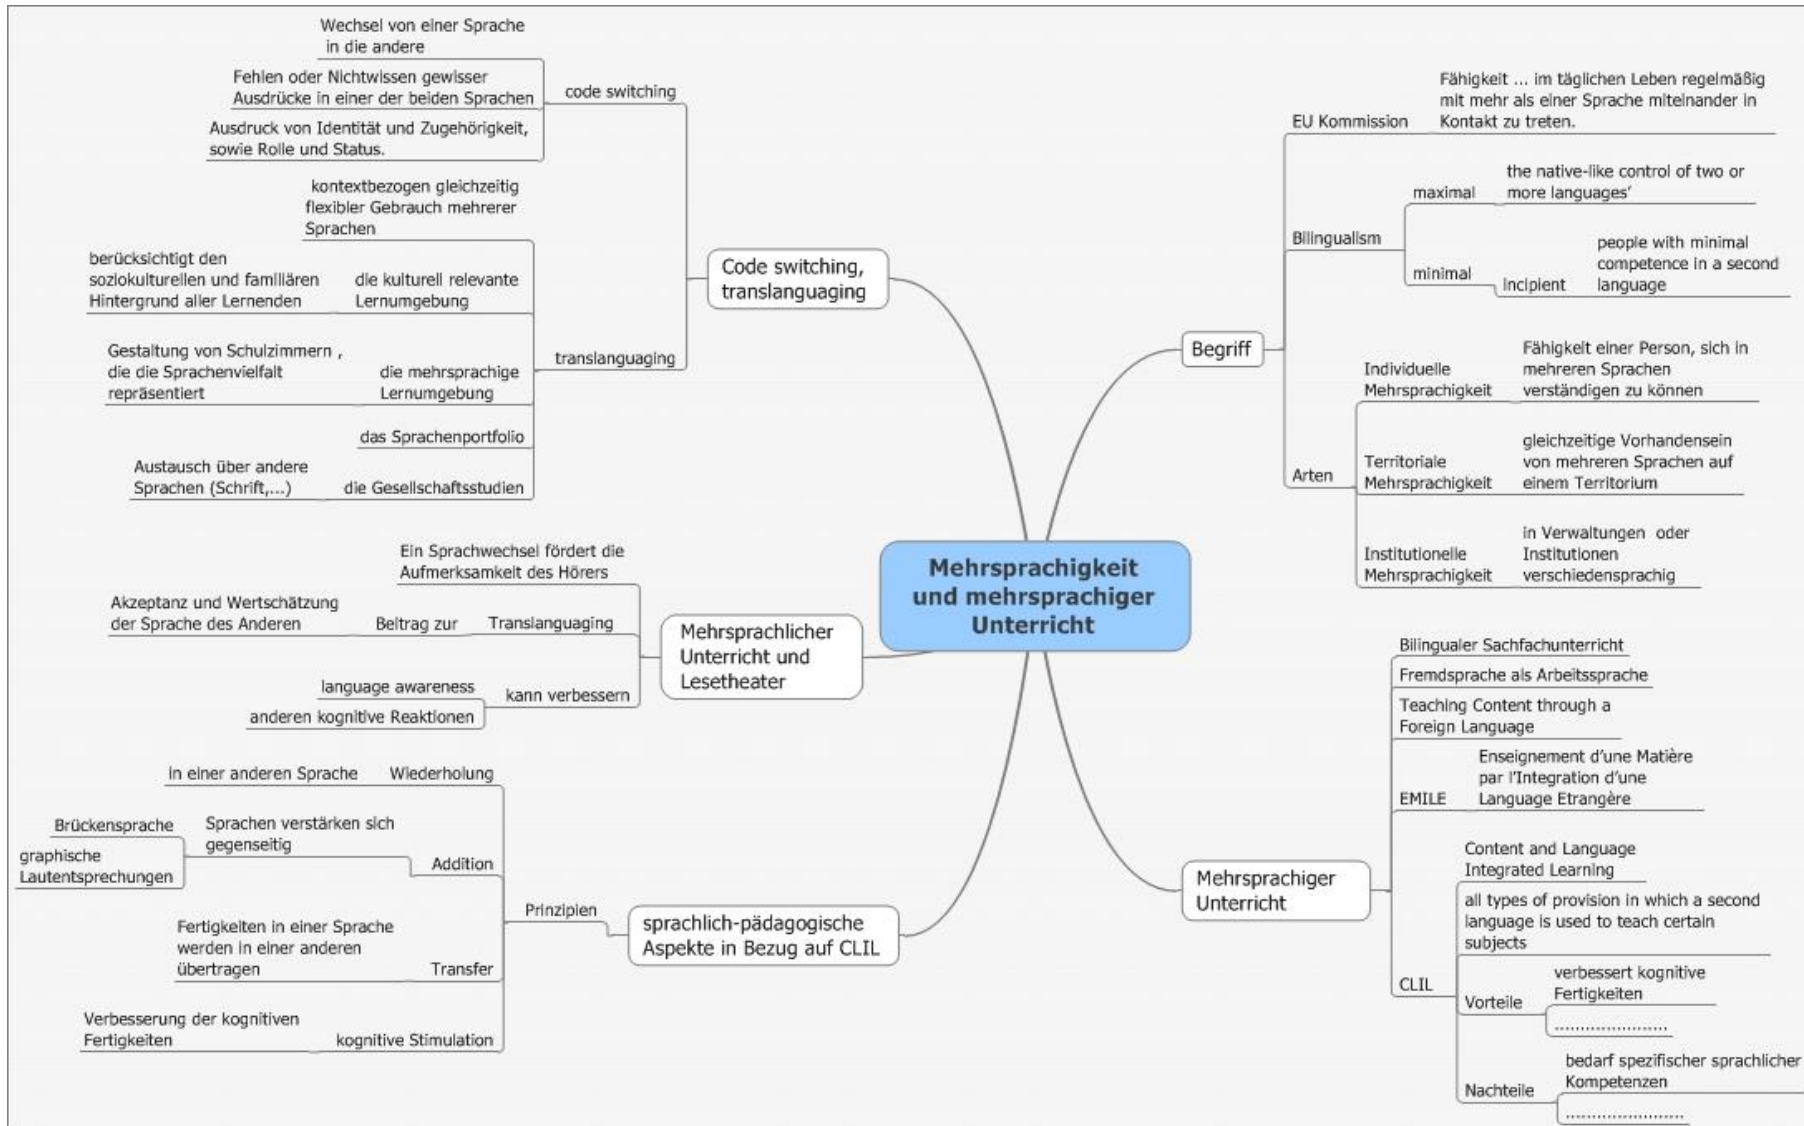 Mehrsprachigkeit
und mehrsprachiger
Unterricht
Code switching,
translanguaging
code switching
Wechsel von einer Sprache
in die andere
Fehlen oder Nichtwissen gewisser
Ausdrücke in einer der beiden Sprachen
Ausdruck von Identität und Zugehörigkeit,
sowie Rolle und Status.
translanguaging
kontextbezogen gleichzeitig
flexibler Gebrauch mehrerer
Sprachen
die kulturell relevante
Lernumgebung
berücksichtigt den
soziokulturellen und familiären
Hintergrund aller Lernenden
die mehrsprachige
Lernumgebung
Gestaltung von Schulzimmern ,
die die Sprachenvielfalt
repräsentiert
das Sprachenportfolio
die Gesellschaftsstudien
Austausch über andere
Sprachen (Schrift,...)
Mehrsprachlicher
Unterricht und
Lesetheater
Ein Sprachwechsel fördert die
Aufmerksamkeit des Hörers
Translanguaging
Beitrag zur
Akzeptanz und Wertschätzung
der Sprache des Anderen
kann verbessern
language awareness
anderen kognitive Reaktionen
sprachlich-pädagogische
Aspekte in Bezug auf CLIL
Prinzipien
Wiederholung
in einer anderen Sprache
Addition
Sprachen verstärken sich
gegenseitig
Brückensprache
graphische
Lautentsprechungen
Transfer
Fertigkeiten in einer Sprache
werden in einer anderen
übertragen
kognitive Stimulation
Verbesserung der kognitiven
Fertigkeiten
Begriff
EU Kommission
Fähigkeit ... im täglichen Leben regelmäßig
mit mehr als einer Sprache miteinander in
Kontakt zu treten.
Bilingualism
maximal
the native-like control of two or
more languages’
minimal
incipient
people with minimal
competence in a second
language
Arten
Individuelle
Mehrsprachigkeit
Fähigkeit einer Person, sich in
mehreren Sprachen
verständigen zu können
Territoriale
Mehrsprachigkeit
gleichzeitige Vorhandensein
von mehreren Sprachen auf
einem Territorium
Institutionelle
Mehrsprachigkeit
in Verwaltungen oder
Institutionen
verschiedensprachig
Mehrsprachiger
Unterricht
Bilingualer Sachfachunterricht
Fremdsprache als Arbeitssprache
Teaching Content through a
Foreign Language
EMILE
Enseignement d’une Matière
par l’Integration d’une
Language Etrangère
CLIL
Content and Language
Integrated Learning
all types of provision in which a second
language is used to teach certain
subjects
Vorteile
verbessert kognitive
Fertigkeiten
.......................
Nachteile
bedarf spezifischer sprachlicher
Kompetenzen
........................